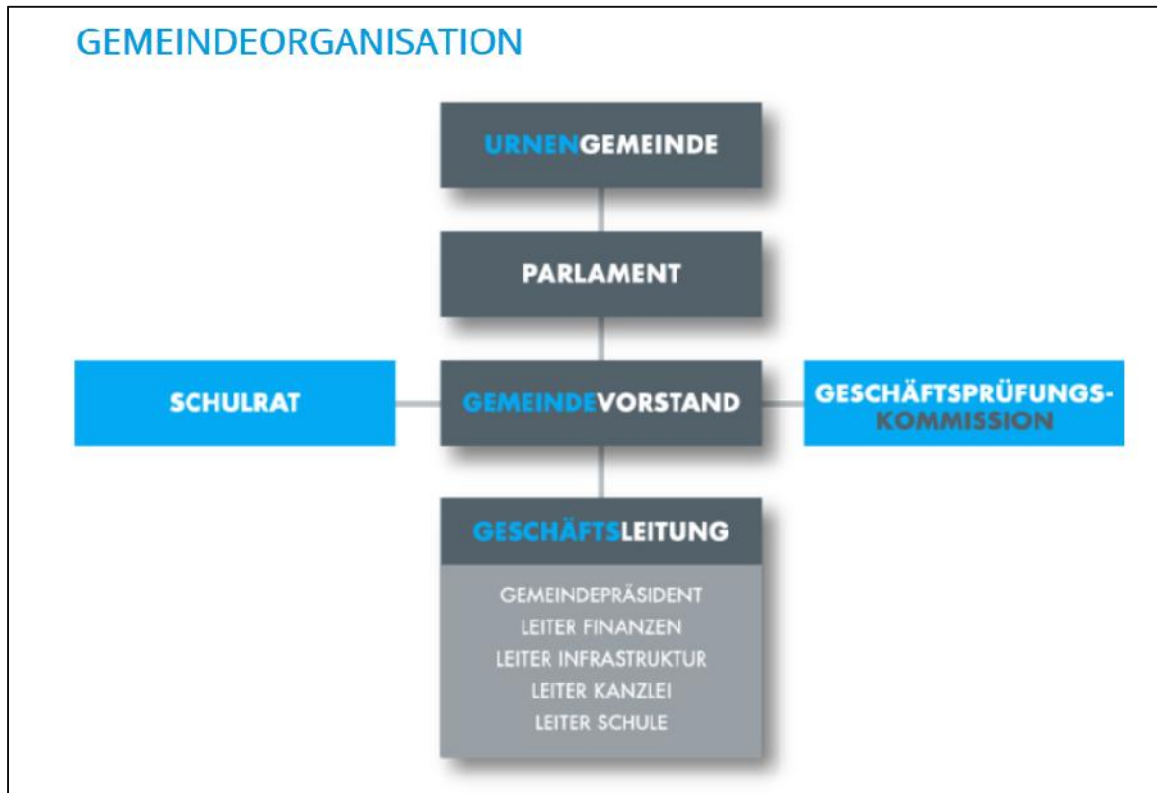 GEMEINDEORGANISATION
URNENGEMEINDE
PARLAMENT
SCHULRAT
GEMEINDEVORSTAND
GESCHÄFTSPRÜFUNGS-
KOMMISSION
GESCHÄFTSLEITUNG
GEMEINDEPRÄSIDENT
LEITER FINANZEN
LEITER INFRASTRUKTUR
LEITER KANZLEI
LEITER SCHULE